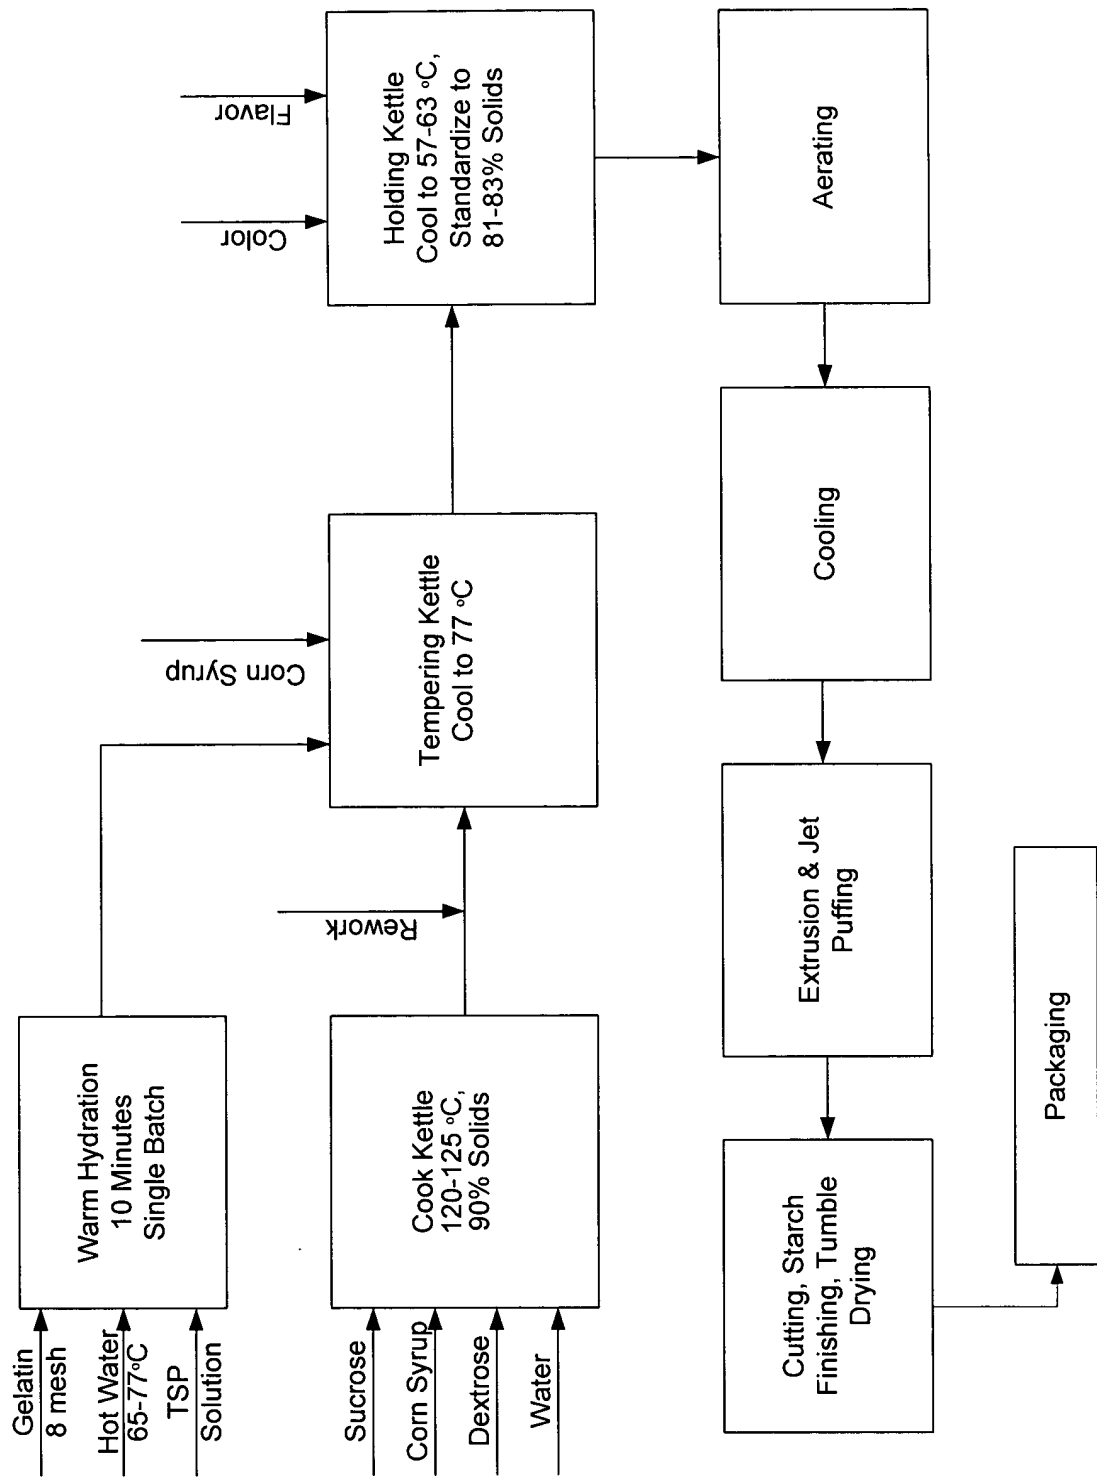 Gelatin
8 mesh
Hot Water
65-77°C
TSP
Solution
Warm Hydration
10 Minutes
Single Batch
Sucrose
Corn Syrup
Dextrose
Water
Cook Kettle
120-125 °C,
90% Solids
Rework
Corn Syrup
Tempering Kettle
Cool to 77 °C
Color
Flavor
Holding Kettle
Cool to 57-63 °C,
Standardize to
81-83% Solids
Aerating
Cooling
Extrusion & Jet
Puffing
Cutting, Starch
Finishing, Tumble
Drying
Packaging